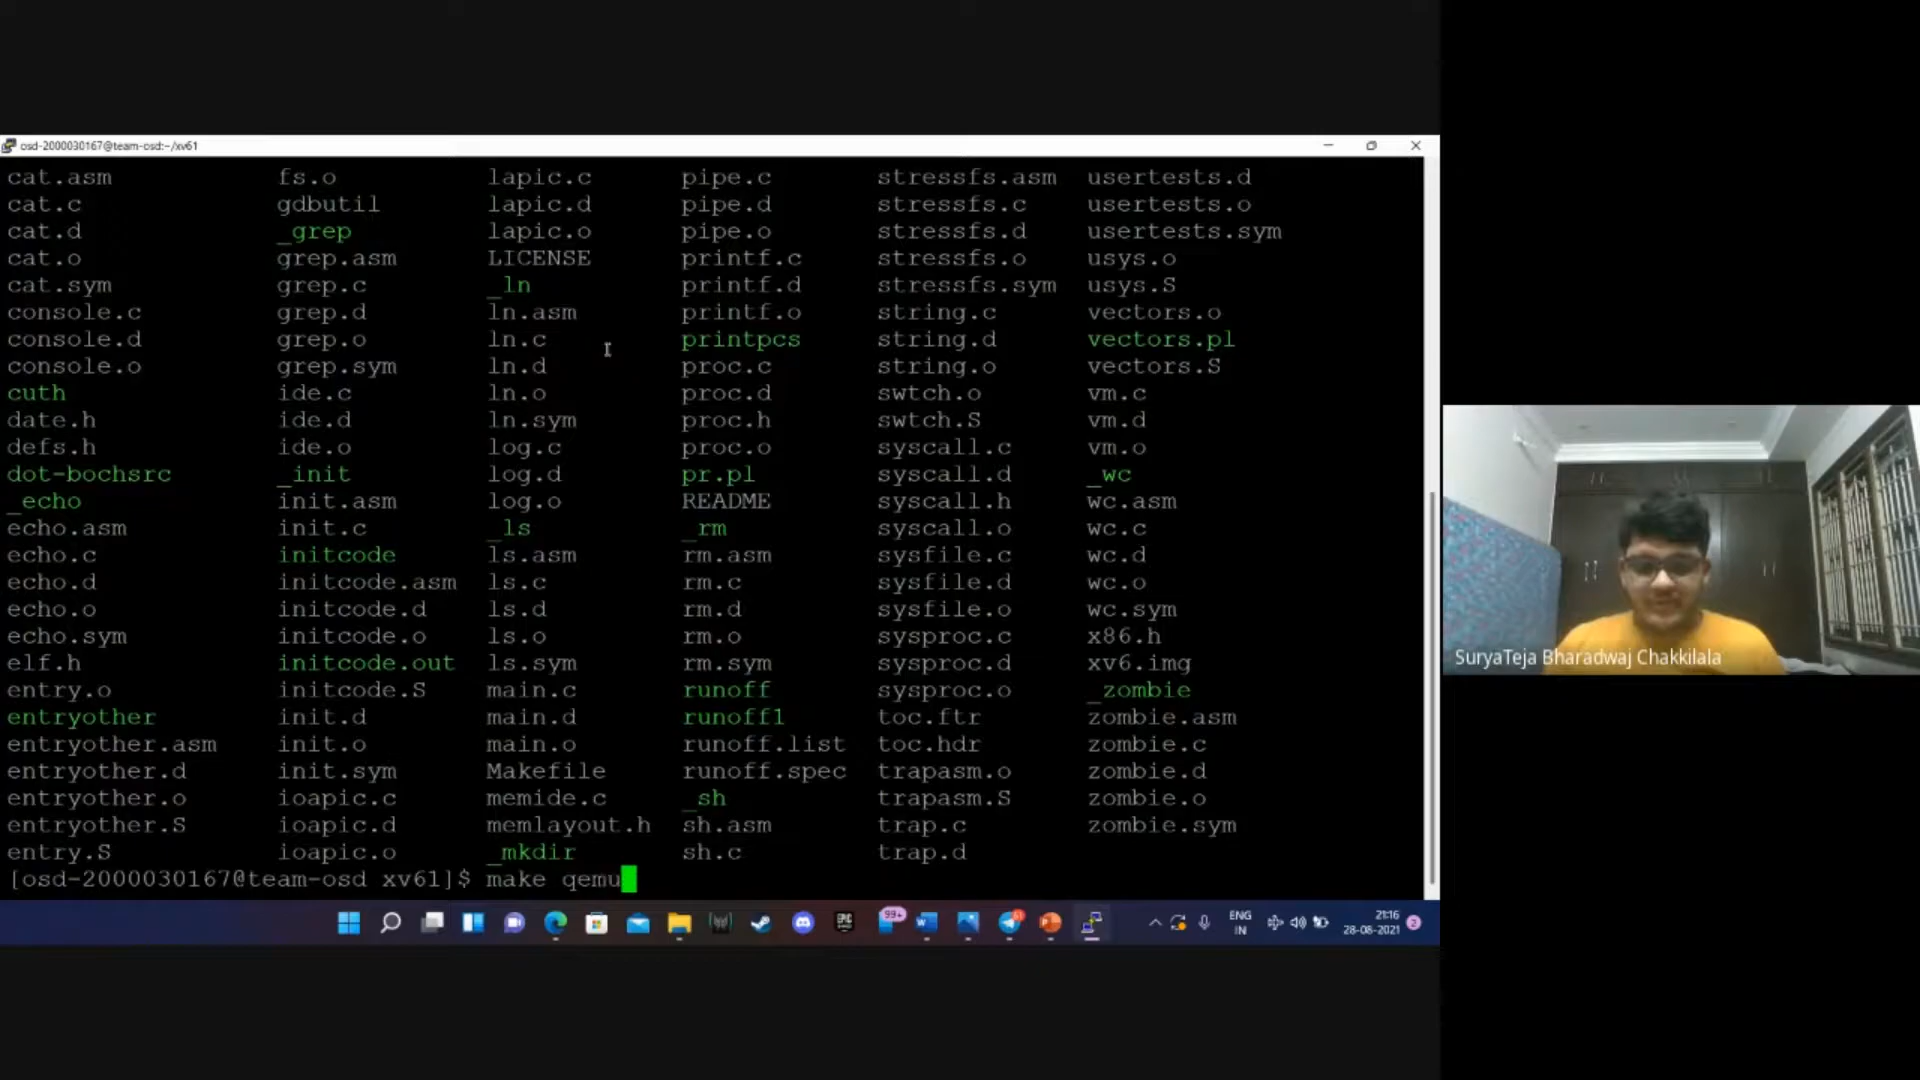 osd-2000030167@team-osd:~/xv61
cat.asm fs.o lapic.c pipe.c stressfs.asm usertests.d
cat.c gdbutil lapic.d pipe.d stressfs.c usertests.o
cat.d _grep lapic.o pipe.o stressfs.d usertests.sym
cat.o grep.asm LICENSE printf.c stressfs.o usys.o
cat.sym grep.c _ln printf.d stressfs.sym usys.S
console.c grep.d ln.asm printf.o string.c vectors.o
console.d grep.o ln.c printpcs string.d vectors.pl
console.o grep.sym ln.d proc.c string.o vectors.S
cuth ide.c ln.o proc.d swtch.o vm.c
date.h ide.d ln.sym proc.h swtch.S vm.d
defs.h ide.o log.c proc.o syscall.c vm.o
dot-bochsrc _init log.d pr.pl syscall.d _wc
_echo init.asm log.o README syscall.h wc.asm
echo.asm init.c _ls _rm syscall.o wc.c
echo.c initcode ls.asm rm.asm sysfile.c wc.d
echo.d initcode.asm ls.c rm.c sysfile.d wc.o
echo.o initcode.d ls.d rm.d sysfile.o wc.sym
echo.sym initcode.o ls.o rm.o sysproc.c x86.h
elf.h initcode.out ls.sym rm.sym sysproc.d xv6.img
entry.o initcode.S main.c runoff sysproc.o _zombie
entryother init.d main.d runoff1 toc.ftr zombie.asm
entryother.asm init.o main.o runoff.list toc.hdr zombie.c
entryother.d init.sym Makefile runoff.spec trapasm.o zombie.d
entryother.o ioapic.c memide.c _sh trapasm.S zombie.o
entryother.S ioapic.d memlayout.h sh.asm trap.c zombie.sym
entry.S ioapic.o _mkdir sh.c trap.d
[osd-2000030167@team-osd xv61]$ make qemu
SuryaTeja Bharadwaj Chakkilala
99+
EPIC
ENG
IN
21:16
28-08-2021
2